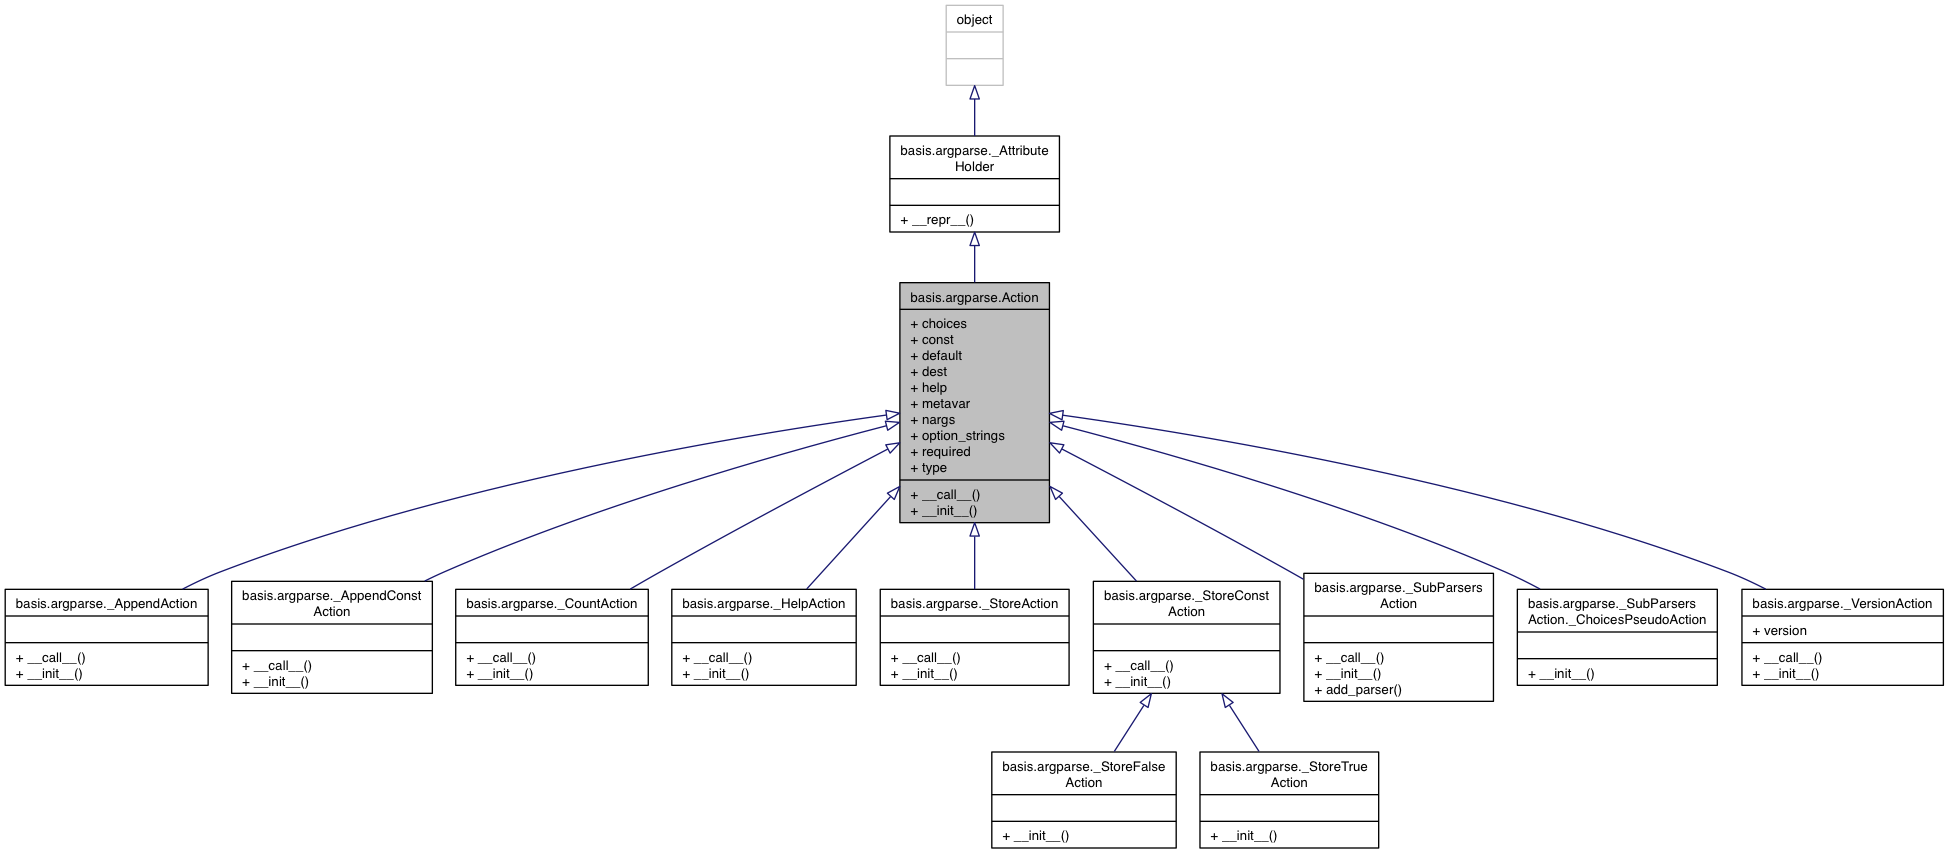 object
basis.argparse._Attribute
Holder
+ __repr__()
basis.argparse.Action
+ choices
+ const
+ default
+ dest
+ help
+ metavar
+ nargs
+ option_strings
+ required
+ type
+ __call__()
+ __init__()
basis.argparse._AppendAction
+ __call__()
+ __init__()
basis.argparse._AppendConst
Action
+ __call__()
+ __init__()
basis.argparse._CountAction
+ __call__()
+ __init__()
basis.argparse._HelpAction
+ __call__()
+ __init__()
basis.argparse._StoreAction
+ __call__()
+ __init__()
basis.argparse._StoreConst
Action
+ __call__()
+ __init__()
basis.argparse._SubParsers
Action
+ __call__()
+ __init__()
+ add_parser()
basis.argparse._SubParsers
Action._ChoicesPseudoAction
+ __init__()
basis.argparse._VersionAction
+ version
+ __call__()
+ __init__()
basis.argparse._StoreFalse
Action
+ __init__()
basis.argparse._StoreTrue
Action
+ __init__()